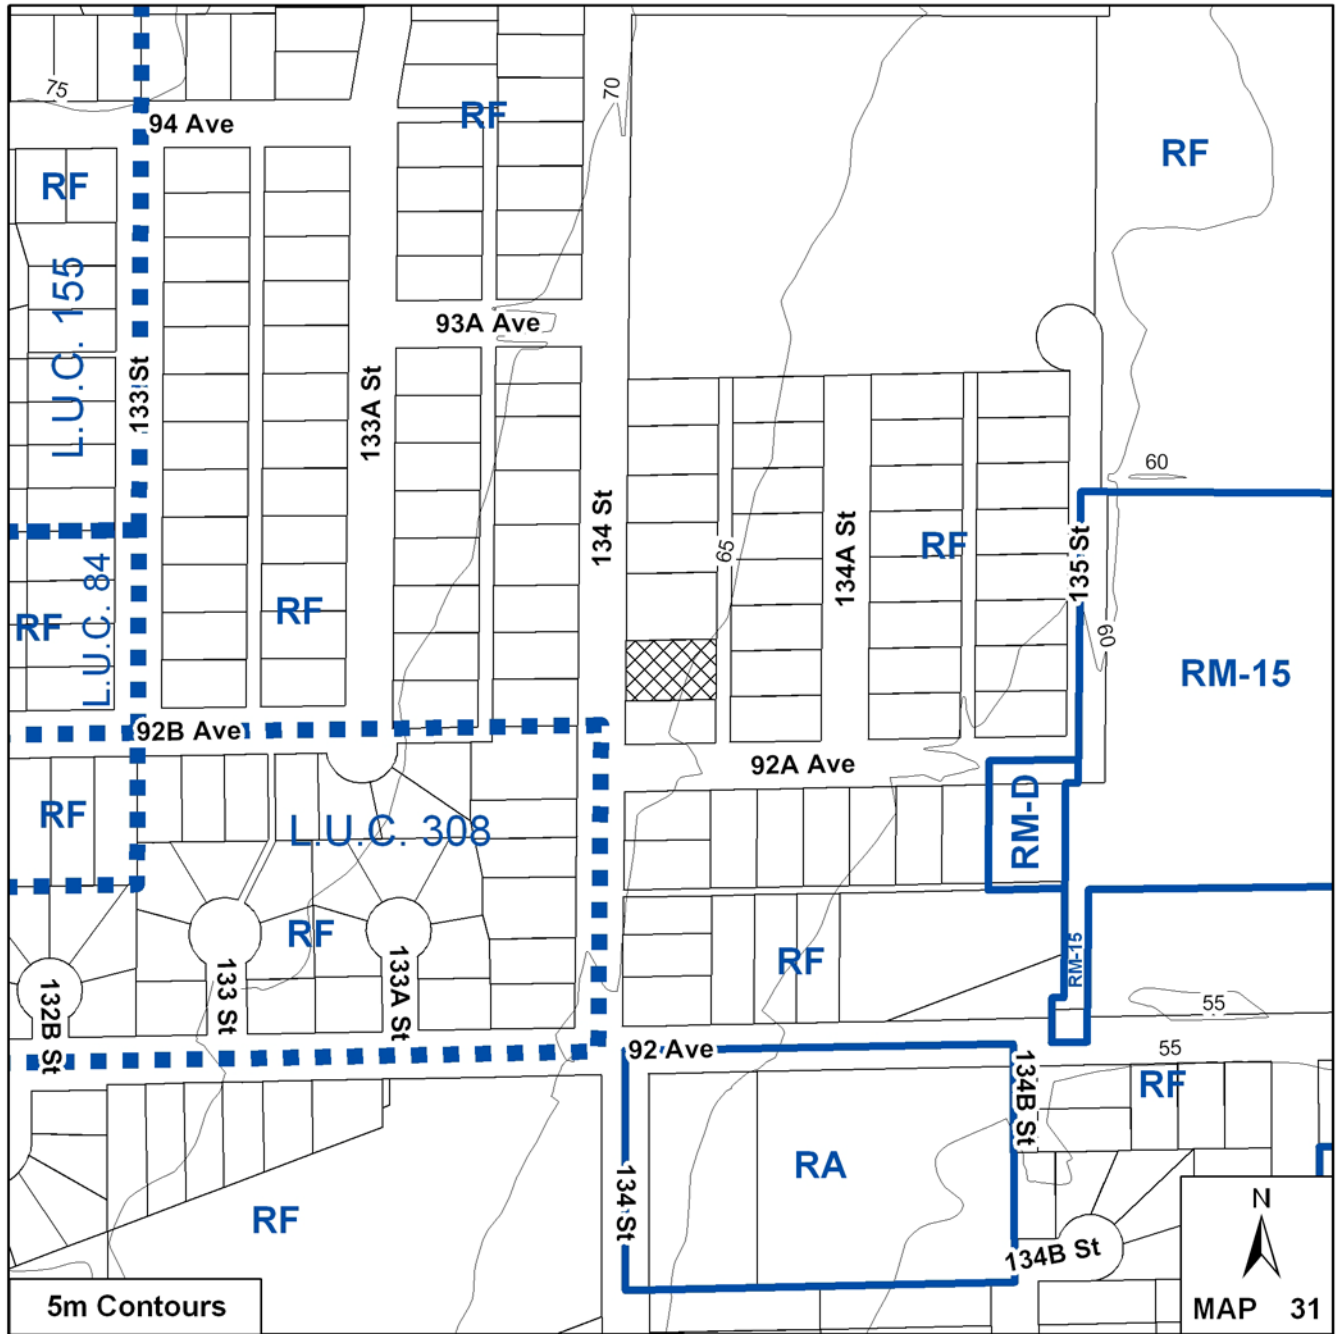 75
94 Ave
RF
70
RF
RF
L.U.C. 155
93A Ave
133 St
133A St
60
134 St
65
134A St
RF
135 St
L.U.C. 84
RF
RF
60
RM-15
92B Ave
92A Ave
RF
L.U.C. 308
RM-D
RF
RF
RM-15
132B St
133 St
133A St
55
92 Ave
55
134B St
RF
RA
134 St
RF
134B St
N
5m Contours
MAP 31